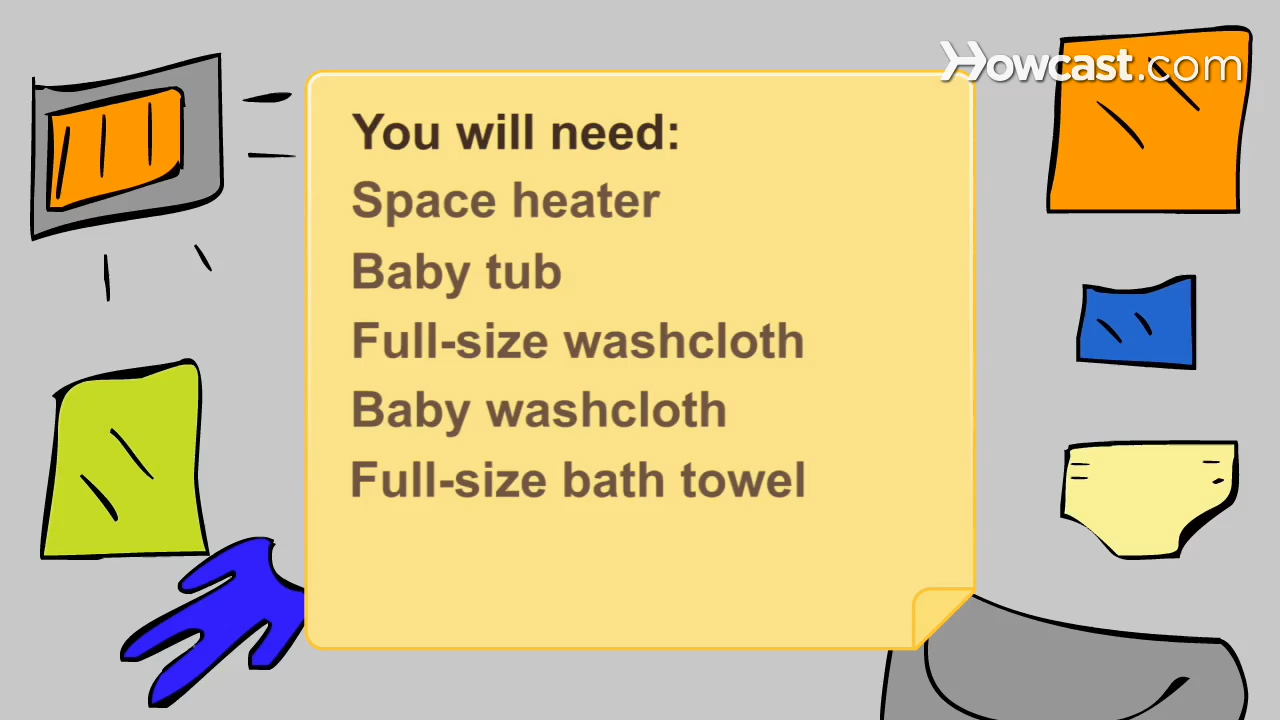 Howcast.com
You will need:
Space heater
Baby tub
Full-size washcloth
Baby washcloth
Full-size bath towel